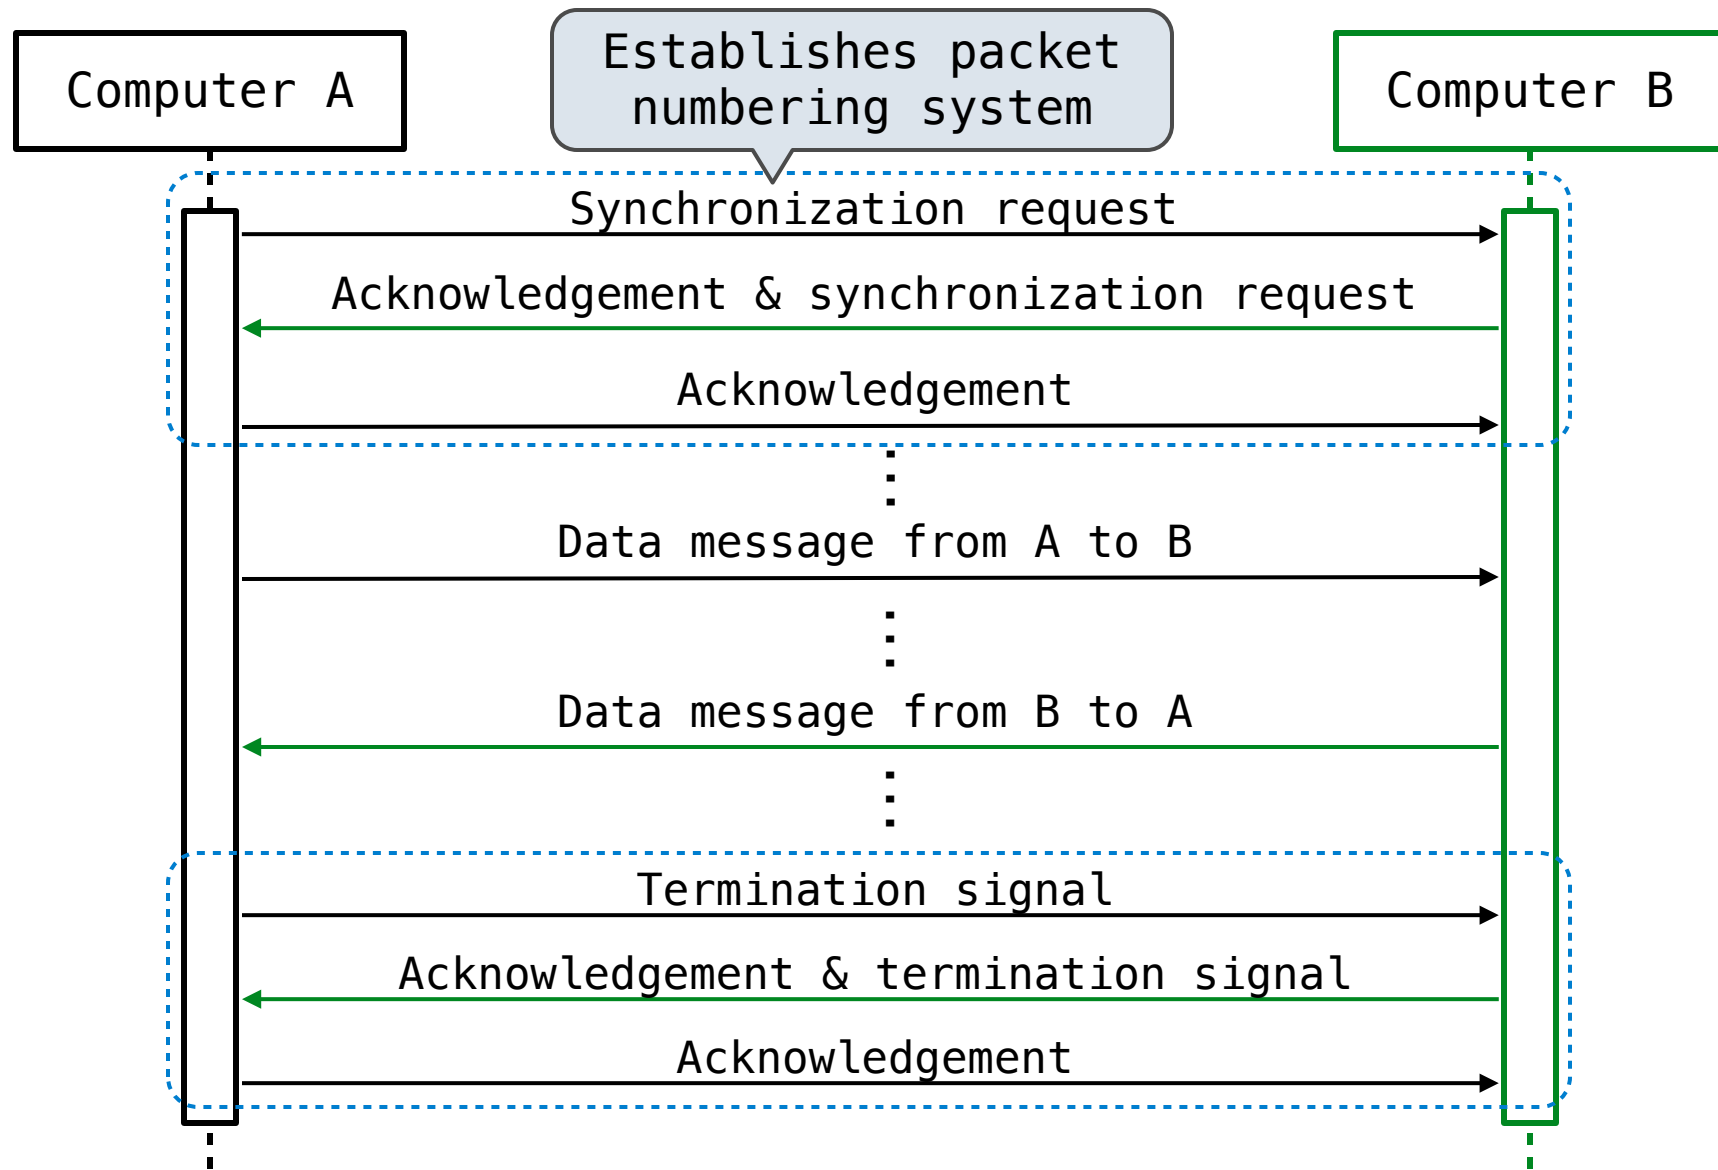 Computer A
Establishes packet
numbering system
Computer B
Synchronization request
Acknowledgement & synchronization request
Acknowledgement
Data message from A to B
Data message from B to A
Termination signal
Acknowledgement & termination signal
Acknowledgement